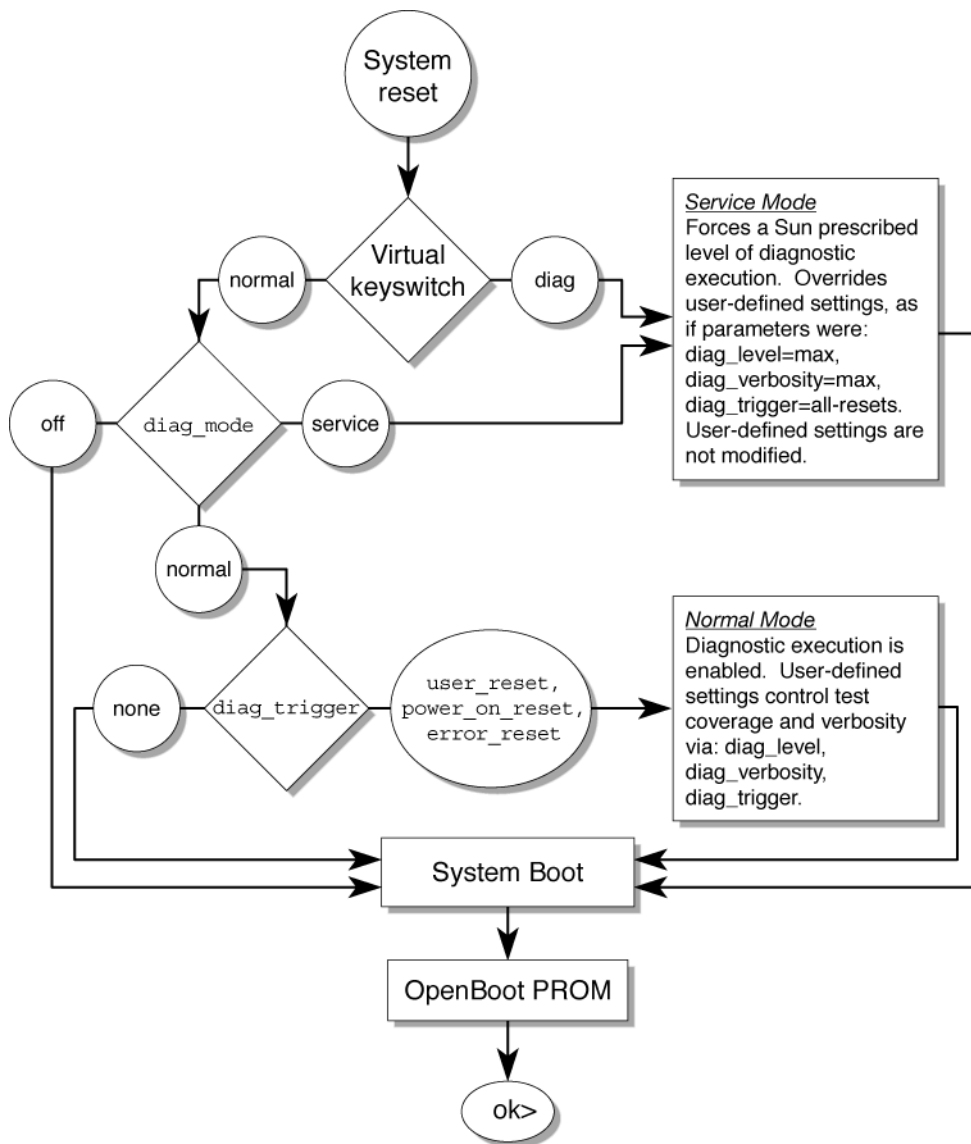 System
reset
Virtual
keyswitch
normal
diag
Service Mode
Forces a Sun prescribed
level of diagnostic
execution.  Overrides
user-defined settings, as
if parameters were:
diag_level=max,
diag_verbosity=max,
diag_trigger=all-resets.
User-defined settings are
not modified.
off
diag_mode
service
normal
none
diag_trigger
user_reset,
power_on_reset,
error_reset
Normal Mode
Diagnostic execution is
enabled.  User-defined
settings control test
coverage and verbosity
via: diag_level,
diag_verbosity,
diag_trigger.
System Boot
OpenBoot PROM
ok>